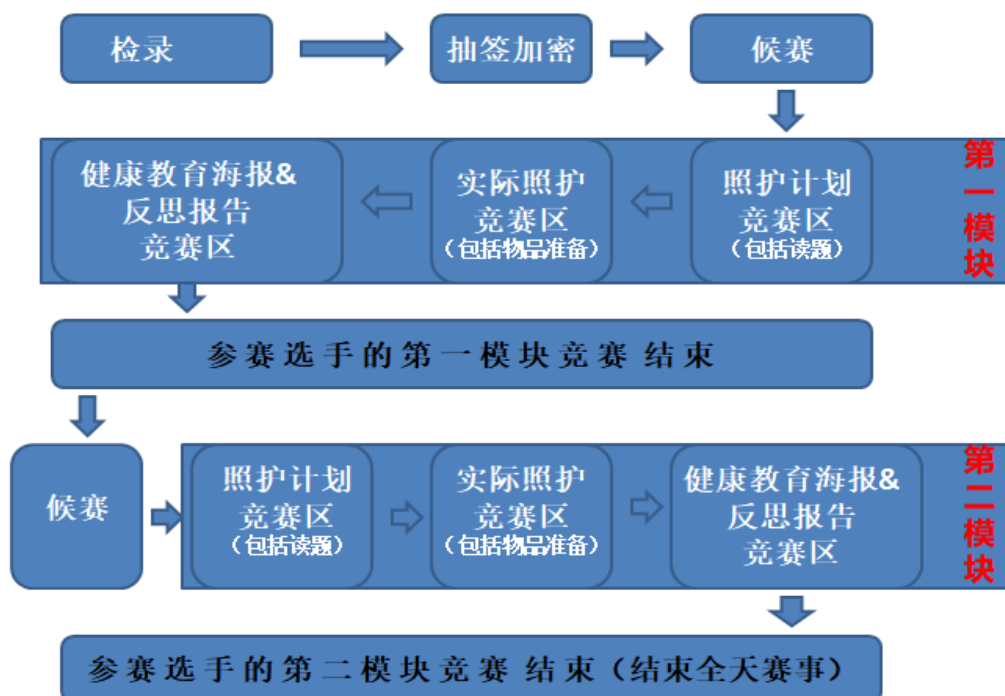 检录
抽签加密
候赛
第一模块
照护计划
竞赛区
（包括读题）
实际照护
竞赛区
（包括物品准备）
健康教育海报&
反思报告
竞赛区
参赛选手的第一模块竞赛 结束
候赛
照护计划
竞赛区
（包括读题）
实际照护
竞赛区
（包括物品准备）
健康教育海报&
反思报告
竞赛区
第二模块
参赛选手的第二模块竞赛 结束（结束全天赛事）